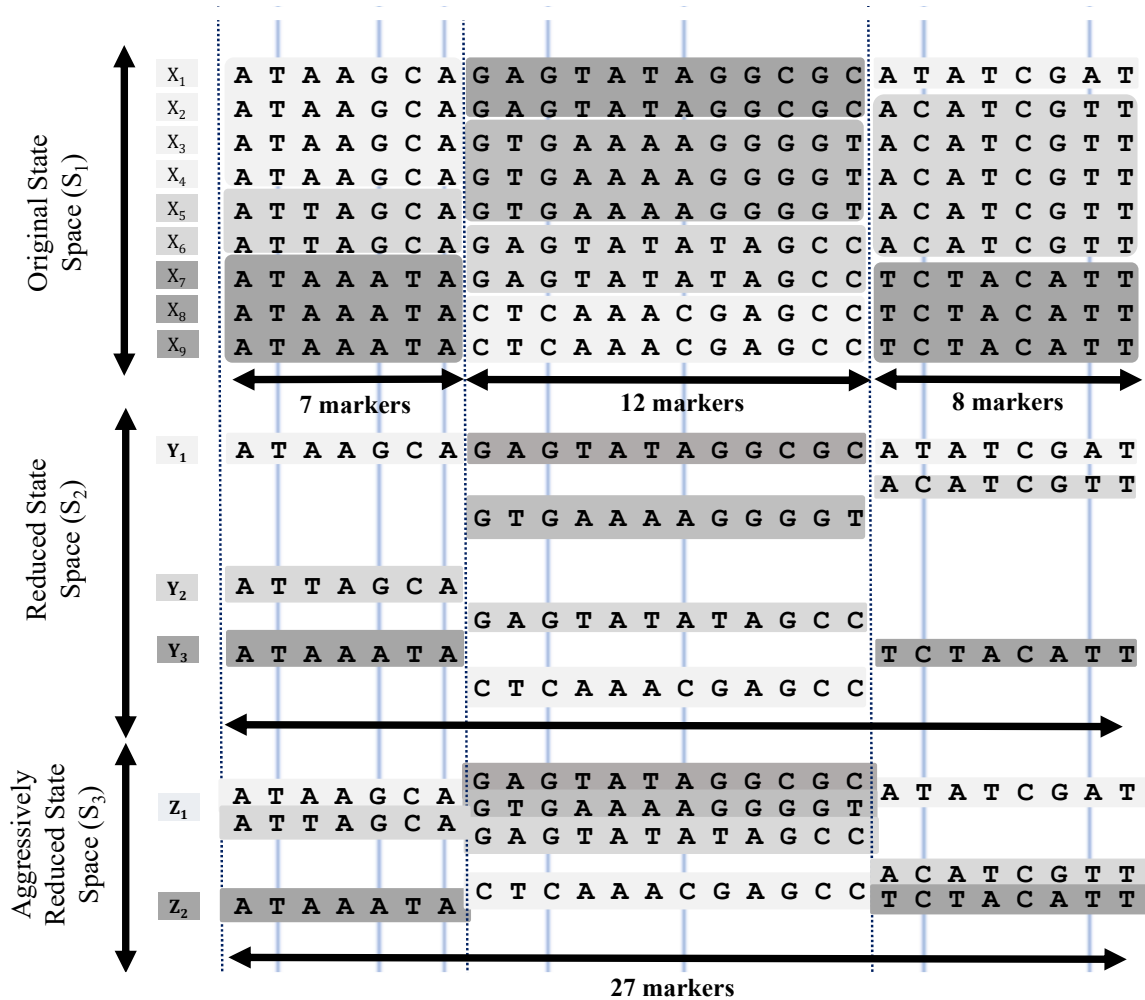 Original State
Space (S1)
X1 A T A A G C A G A G T A T A G G C G C A T A T C G A T
X2 A T A A G C A G A G T A T A G G C G C A C A T C G T T
X3 A T A A G C A G T G A A A A G G G G T A C A T C G T T
X4 A T A A G C A G T G A A A A G G G G T A C A T C G T T
X5 A T T A G C A G T G A A A A G G G G T A C A T C G T T
X6 A T T A G C A G A G T A T A T A G C C A C A T C G T T
X7 A T A A A T A G A G T A T A T A G C C T C T A C A T T
X8 A T A A A T A C T C A A A C G A G C C T C T A C A T T
X9 A T A A A T A C T C A A A C G A G C C T C T A C A T T
7 markers 12 markers 8 markers
Reduced State
Space (S2)
Y1 A T A A G C A G A G T A T A G G C G C A T A T C G A T
A C A T C G T T
G T G A A A A G G G G T
Y2 A T T A G C A
G A G T A T A T A G C C
Y3 A T A A A T A T C T A C A T T
C T C A A A C G A G C C
Aggressively
Reduced State
Space (S3)
G A G T A T A G G C G C
Z1 A T A A G C A G T G A A A A G G G G T A T A T C G A T
A T T A G C A G A G T A T A T A G C C
A C A T C G T T
Z2 A T A A A T A C T C A A A C G A G C C T C T A C A T T
27 markers